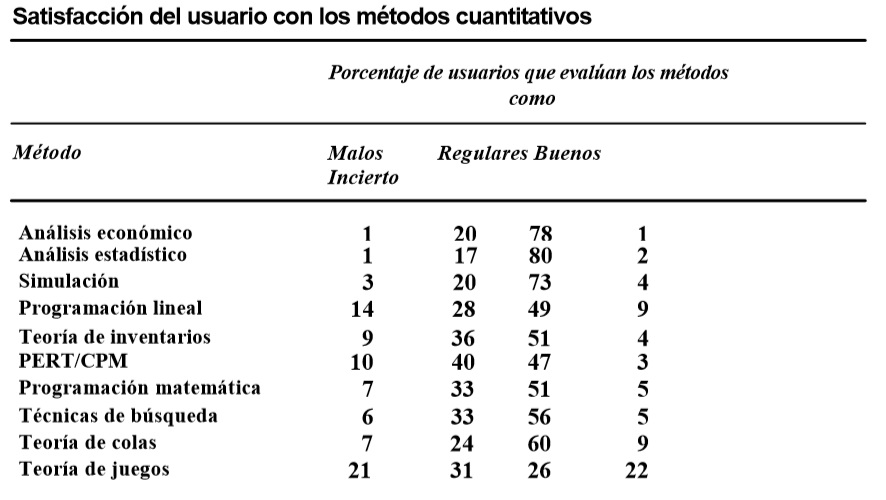 Satisfacción del usuario con los métodos cuantitativos
Porcentaje de usuarios que evalúan los métodos
como
Método Malos Regulares Buenos
Incierto
Análisis económico 1 20 78 1
Análisis estadístico 1 17 80 2
Simulación 3 20 73 4
Programación lineal 14 28 49 9
Teoría de inventarios 9 36 51 4
PERT/CPM 10 40 47 3
Programación matemática 7 33 51 5
Técnicas de búsqueda 6 33 56 5
Teoría de colas 7 24 60 9
Teoría de juegos 21 31 26 22